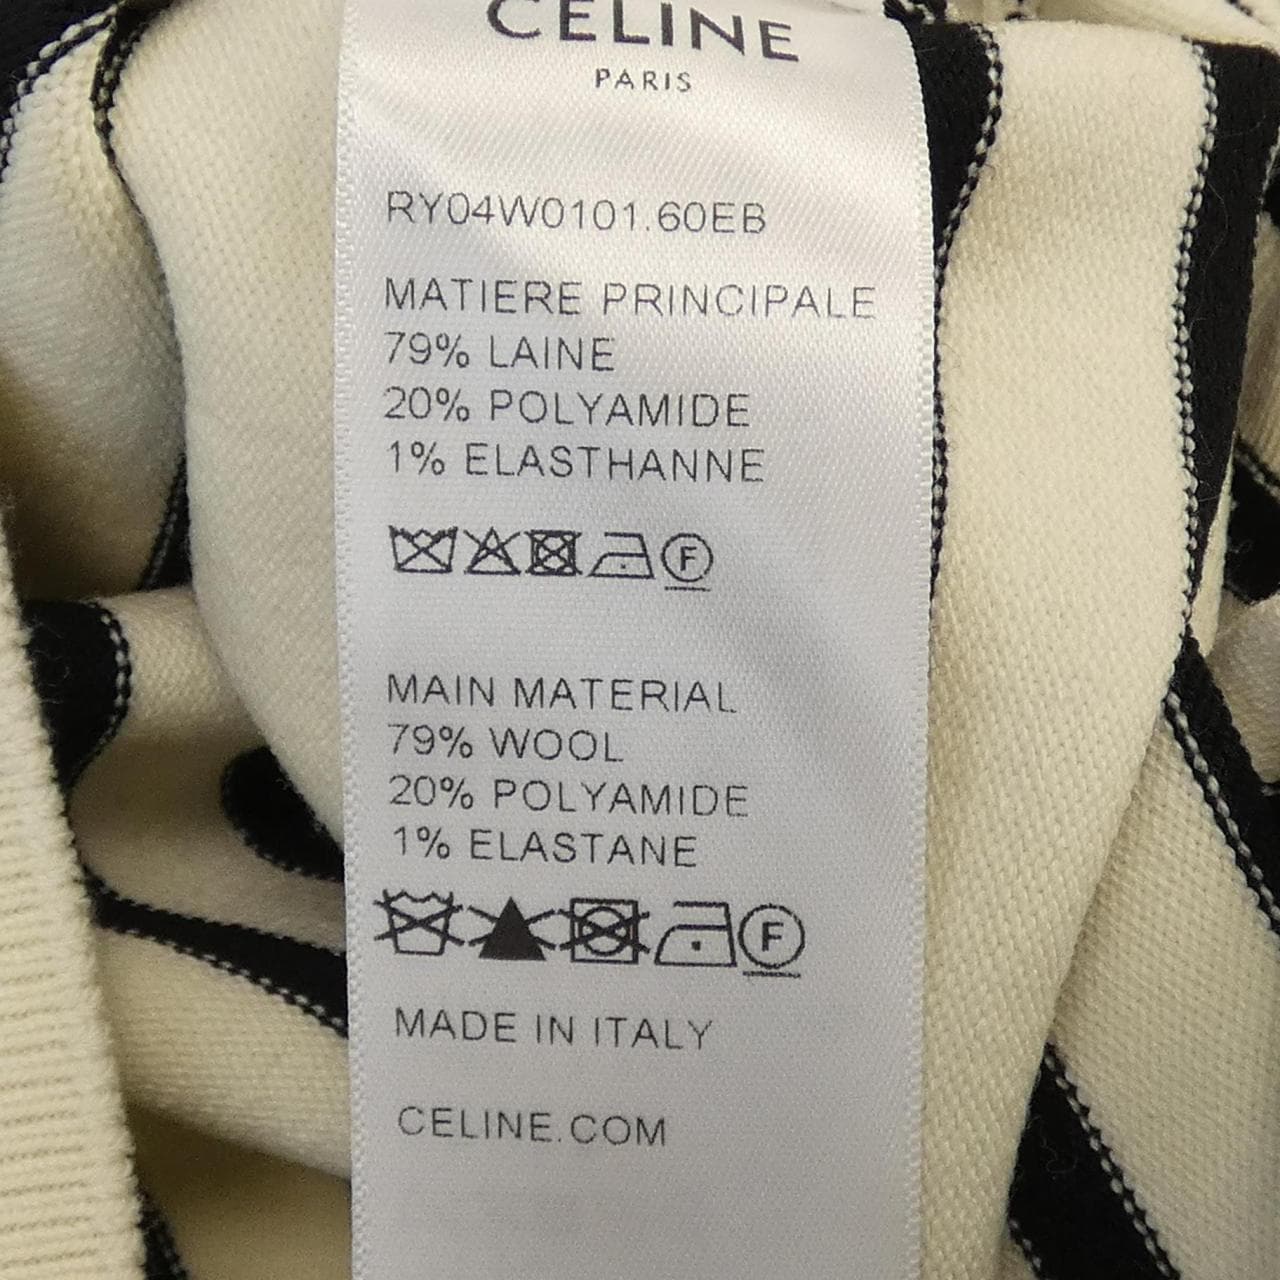 CELINE
PARIS
RY04W0101.60EB
MATIERE PRINCIPALE
79% LAINE
20% POLYAMIDE
1% ELASTHANNE
F
MAIN MATERIAL
79% WOOL
20% POLYAMIDE
1% ELASTANE
F
MADE IN ITALY
CELINE.COM